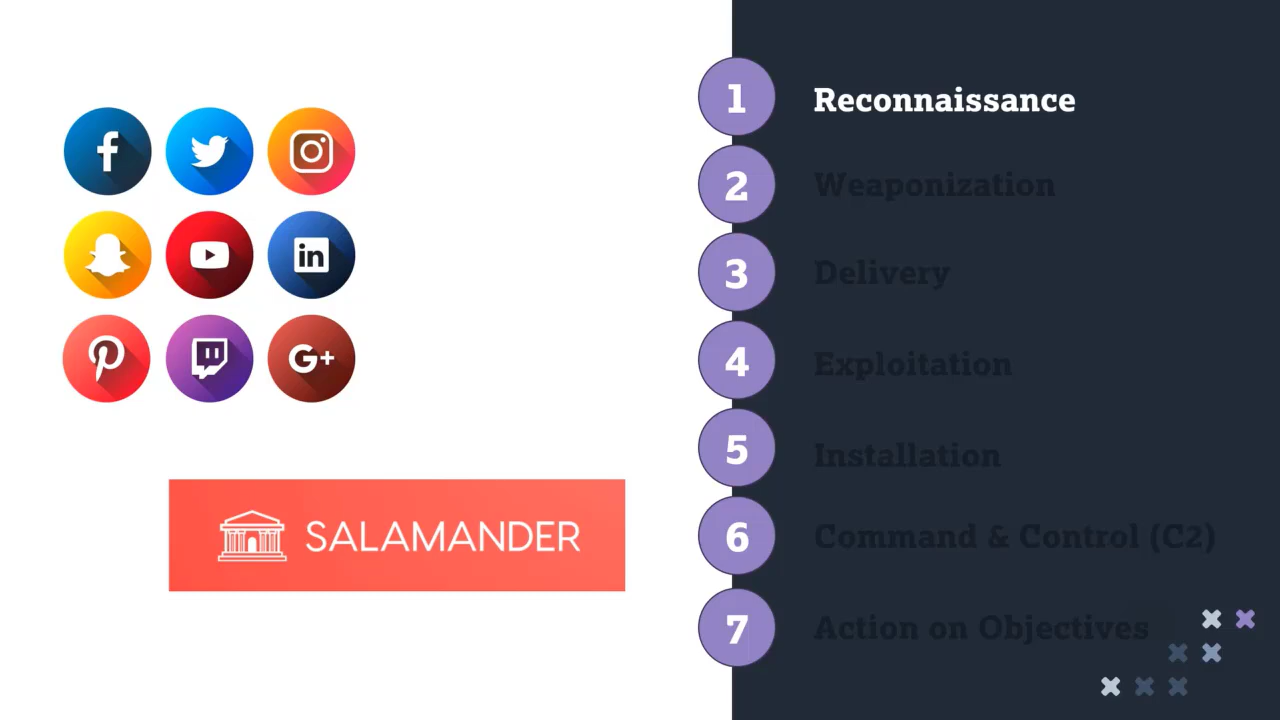 f
in
G+
SALAMANDER
1 Reconnaissance
2 Weaponization
3 Delivery
4 Exploitation
5 Installation
6 Command & Control (C2)
7 Action on Objectives